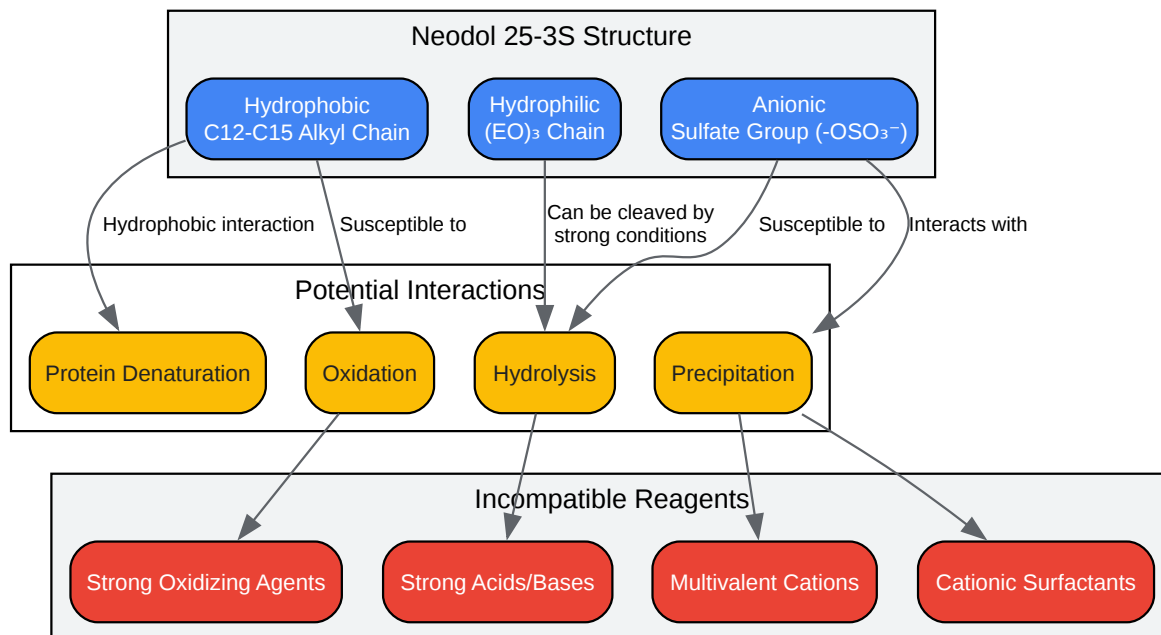 Neodol 25-3S Structure
Hydrophobic
C12-C15 Alkyl Chain
Hydrophilic
(EO)₃ Chain
Anionic
Sulfate Group (-OSO₃⁻)
Hydrophobic interaction
Susceptible to
Can be cleaved by
strong conditions
Susceptible to
Interacts with
Potential Interactions
Protein Denaturation
Oxidation
Hydrolysis
Precipitation
Incompatible Reagents
Strong Oxidizing Agents
Strong Acids/Bases
Multivalent Cations
Cationic Surfactants